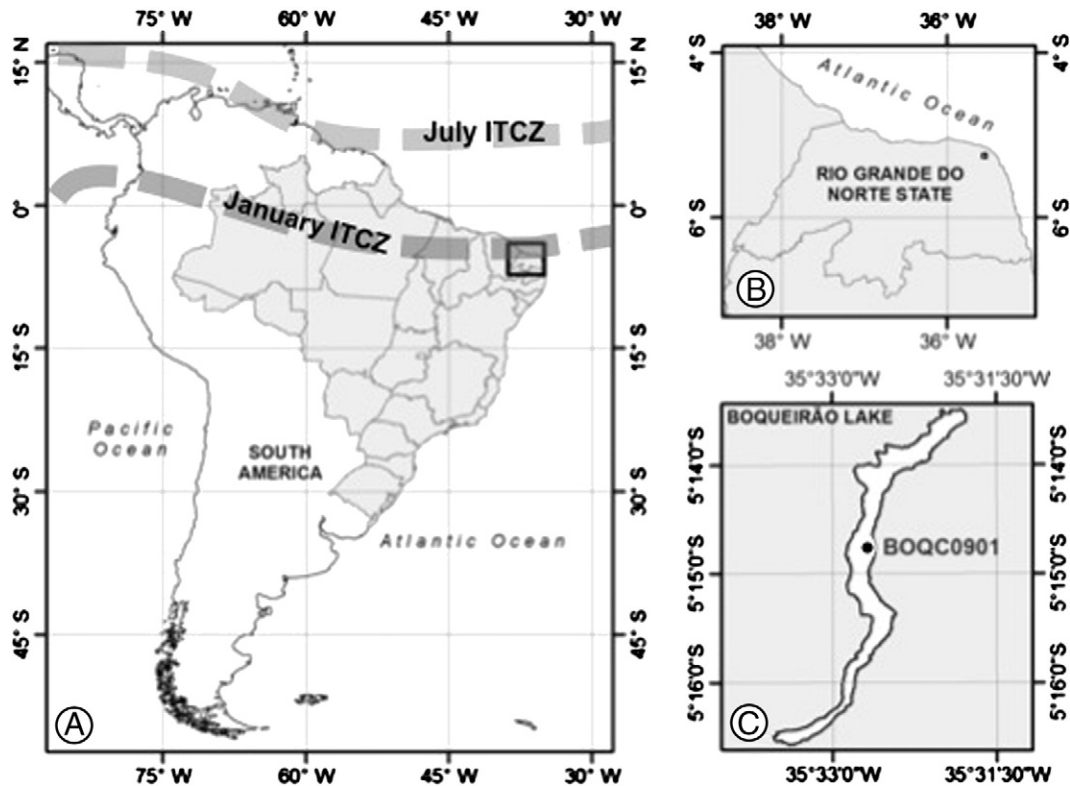 75° W 60° W 45° W 30° W
15° N
0°
15° S
30° S
45° S
July ITCZ
January ITCZ
Pacific
Ocean
SOUTH
AMERICA
Atlantic Ocean
A
15° N
0°
15° S
30° S
45° S
75° W 60° W 45° W 30° W
38° W 36° W
4° S
6° S
Atlantic Ocean
RIO GRANDE DO
NORTE STATE
B
4° S
6° S
38° W 36° W
35°33'0"W 35°31'30"W
BOQUEIRÃO LAKE
5°14'0"S
5°15'0"S
5°16'0"S
BOQC0901
C
5°14'0"S
5°15'0"S
5°16'0"S
35°33'0"W 35°31'30"W